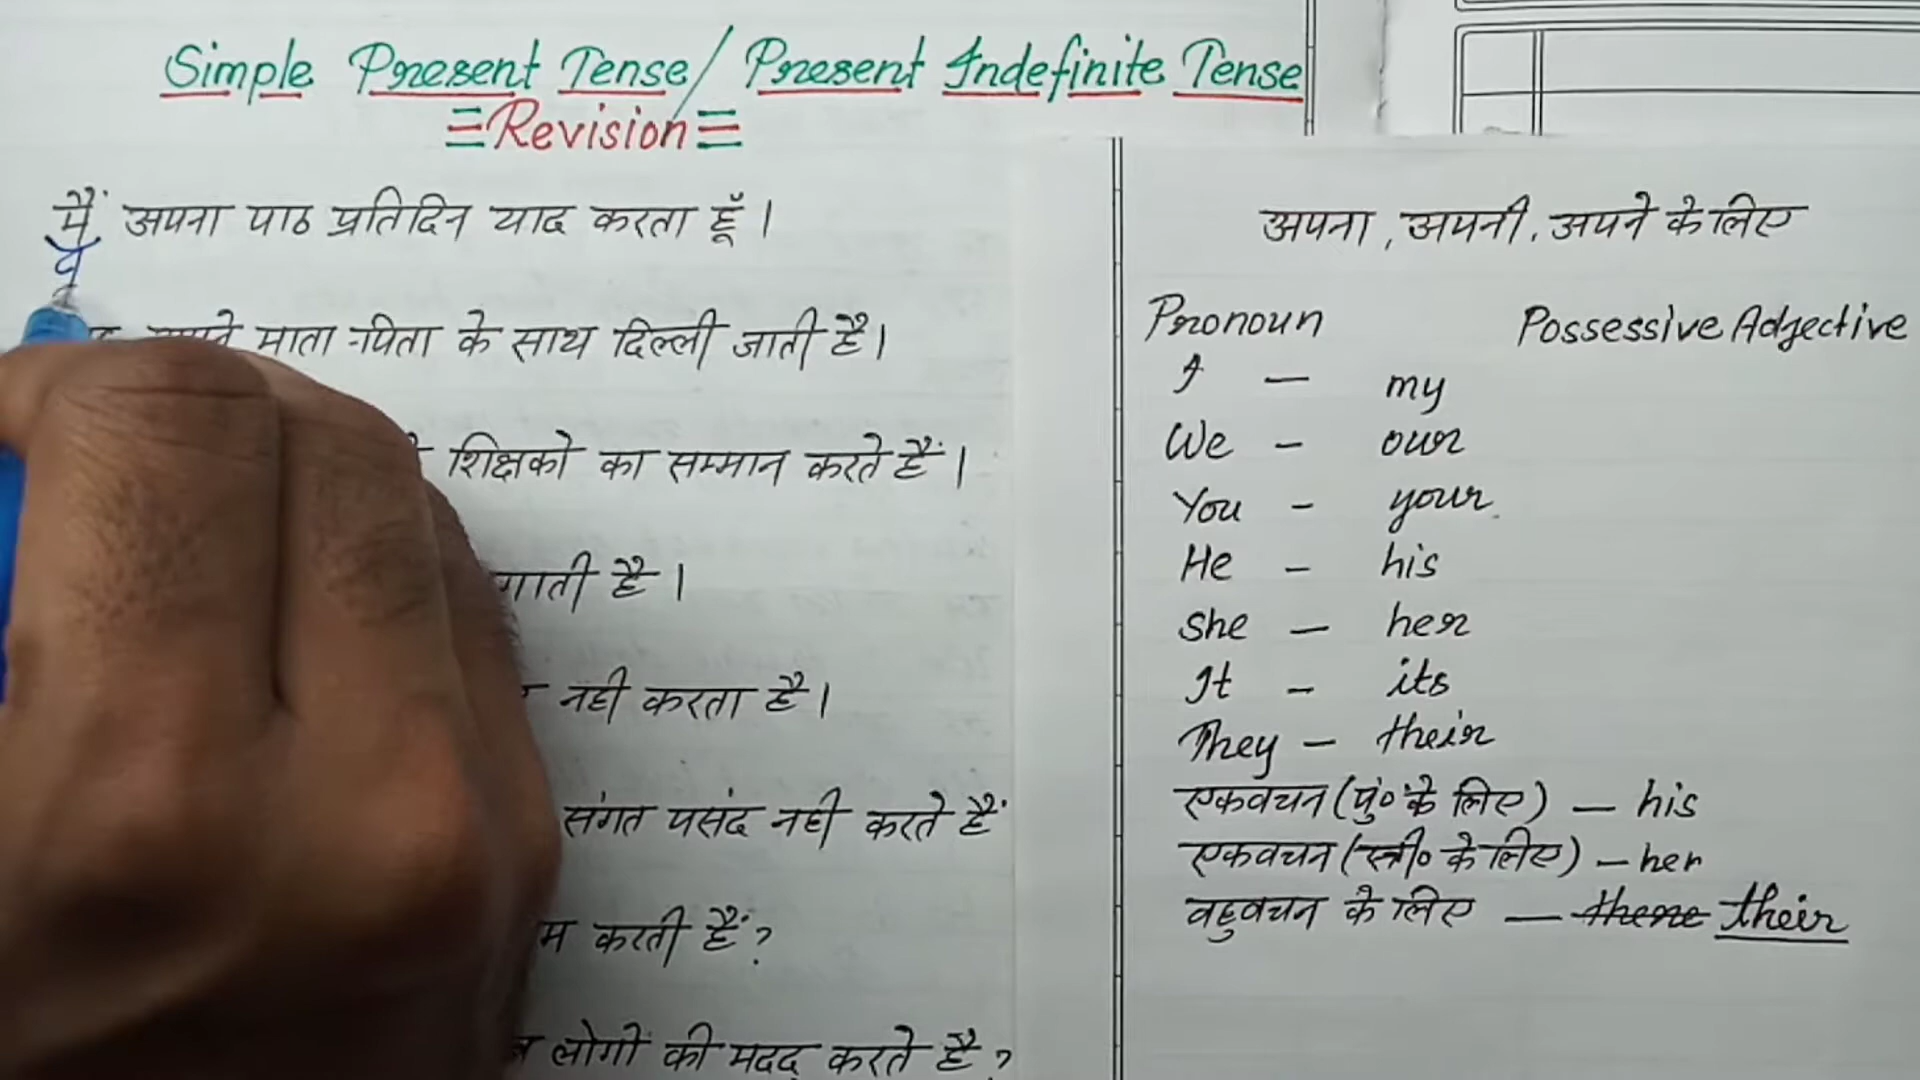 Simple Present Tense/ Present Indefinite Tense
Revision
मैं अपना पाठ प्रतिदिन याद करता हूँ।
माता-पिता के साथ दिल्ली जाती है।
शिक्षको का सम्मान करते हैं।
गाती है।
नही करता है।
संगत पसंद नही करते हैं
करती हैं?
लोगों की मदद करते है?
अपना, अपनी, अपने के लिए
Pronoun Possessive Adjective
I — my
We - our
You - your
He - his
She — her
It - its
They - their
एकवचन (पुं० के लिए) — his
एकवचन (स्त्री० के लिए) — her
वहुवचन के लिए — there their